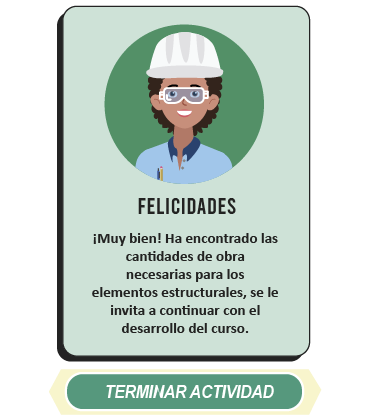 FELICIDADES
¡Muy bien! Ha encontrado las
cantidades de obra
necesarias para los
elementos estructurales, se le
invita a continuar con el
desarrollo del curso.
TERMINAR ACTIVIDAD